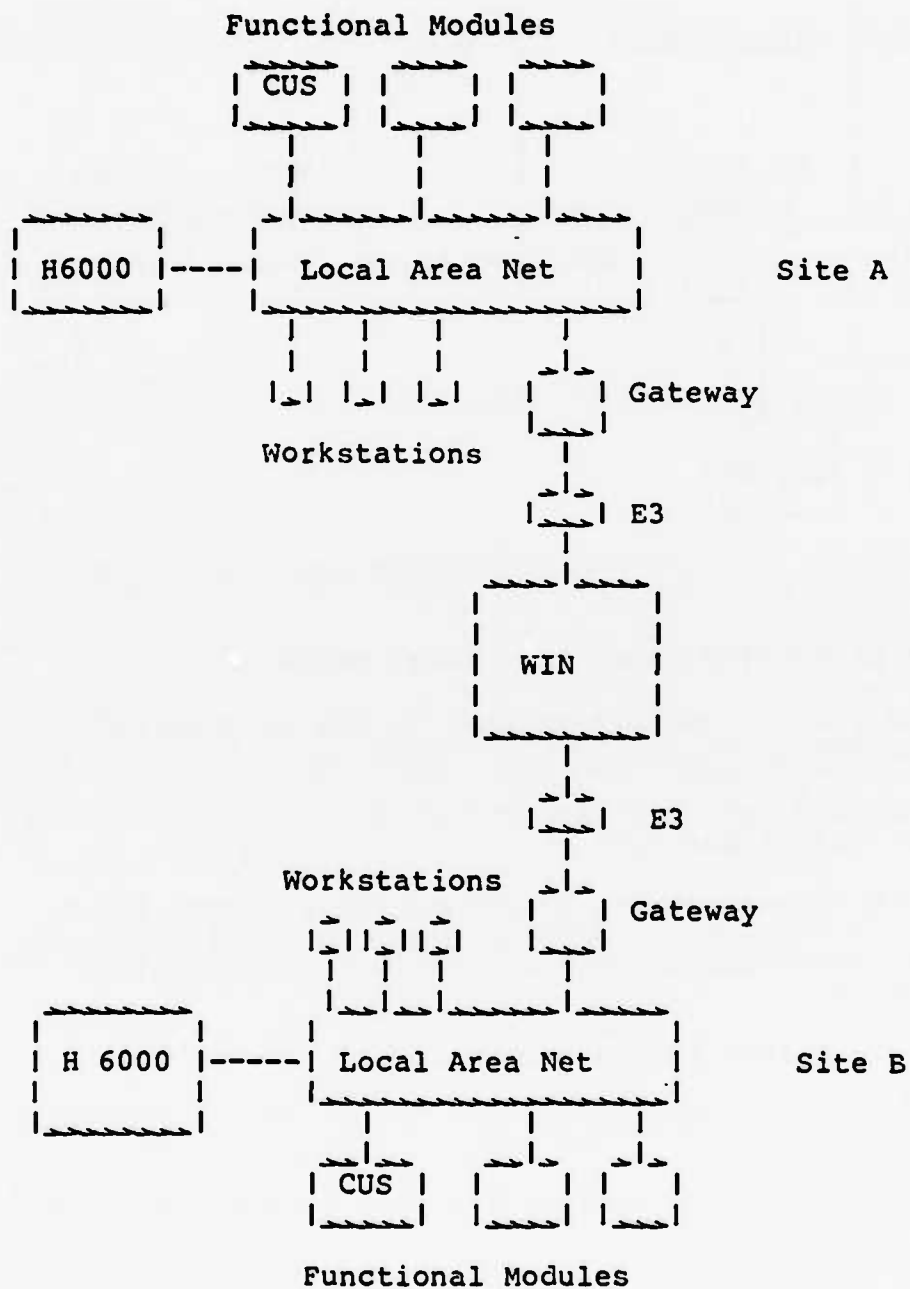 Functional Modules
CUS
H6000
Local Area Net
Site A
Gateway
Workstations
E3
WIN
E3
Workstations
Gateway
H 6000
Local Area Net
Site B
CUS
Functional Modules